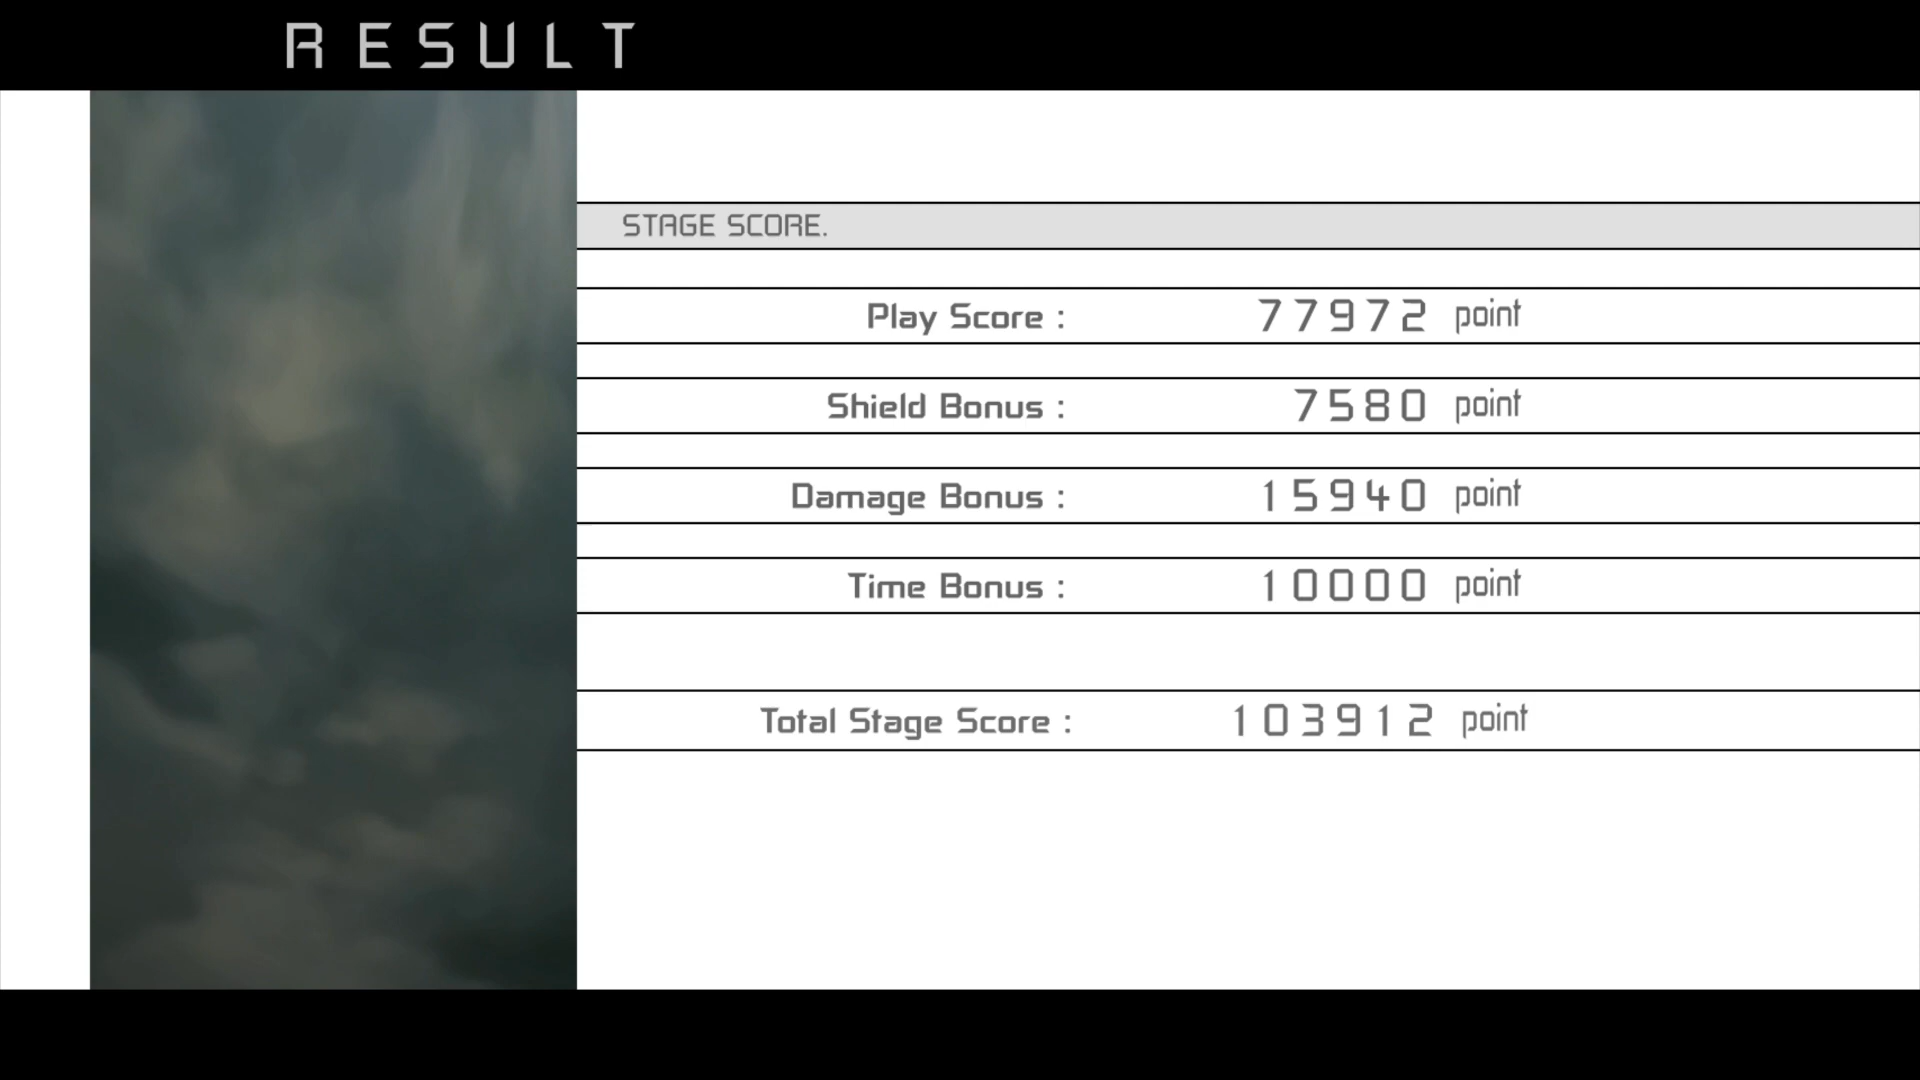 RESULT
STAGE SCORE.
Play Score : 77972 point
Shield Bonus : 7580 point
Damage Bonus : 15940 point
Time Bonus : 10000 point
Total Stage Score : 103912 point